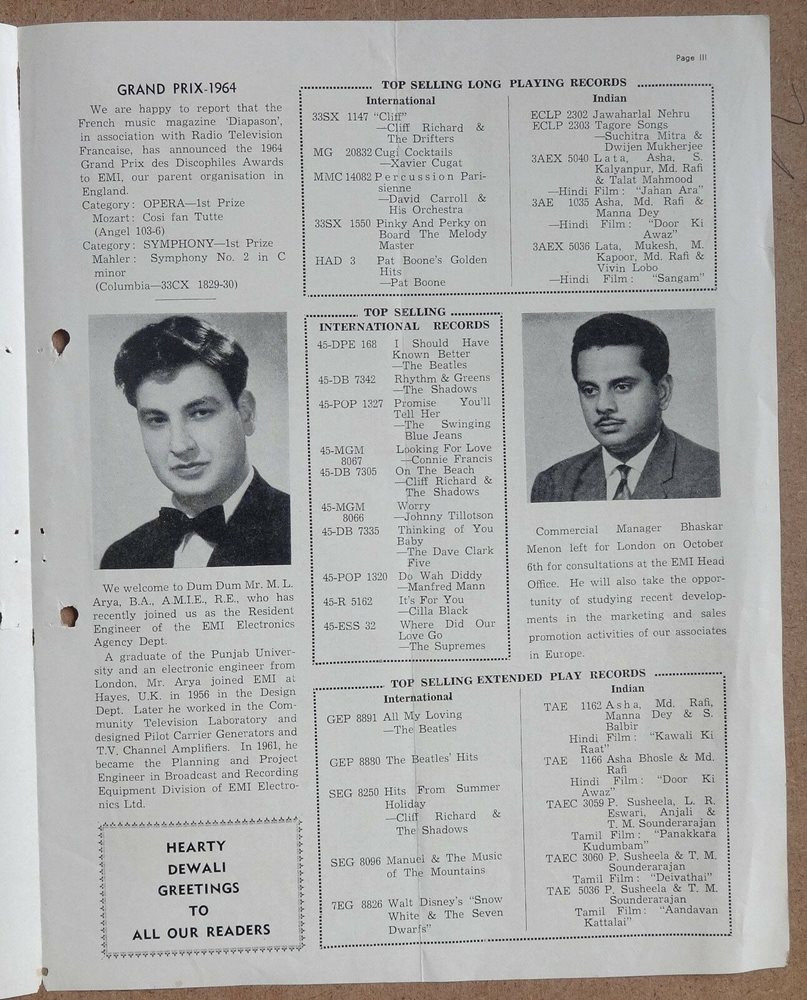 Page III
GRAND PRIX-1964
We are happy to report that the
French music magazine 'Diapason',
in association with Radio Television
Francaise, has announced the 1964
Grand Prix des Discophiles Awards
to EMI, our parent organisation in
England.
Category: OPERA—1st Prize
Mozart: Cosi fan Tutte
(Angel 103-6)
Category: SYMPHONY—1st Prize
Mahler: Symphony No. 2 in C
minor
(Columbia—33CX 1829-30)
TOP SELLING LONG PLAYING RECORDS
International
33SX 1147 "Cliff"
—Cliff Richard &
The Drifters
MG 20832 Cugi Cocktails
—Xavier Cugat
MMC 14082 Percussion Pari-
sienne
—David Carroll &
His Orchestra
33SX 1550 Pinky And Perky on
Board The Melody
Master
HAD 3 Pat Boone's Golden
Hits
—Pat Boone
Indian
ECLP 2302 Jawaharlal Nehru
ECLP 2303 Tagore Songs
—Suchitra Mitra &
Dwijen Mukherjee
3AEX 5040 Lata, Asha, S.
Kalyanpur, Md. Rafi
& Talat Mahmood
—Hindi Film: "Jahan Ara"
3AE 1035 Asha, Md. Rafi &
Manna Dey
—Hindi Film: "Door Ki
Awaz"
3AEX 5036 Lata, Mukesh, M.
Kapoor, Md. Rafi &
Vivin Lobo
—Hindi Film: "Sangam"
We welcome to Dum Dum Mr. M. L.
Arya, B.A., A.M.I.E., R.E., who has
recently joined us as the Resident
Engineer of the EMI Electronics
Agency Dept.
A graduate of the Punjab Univer-
sity and an electronic engineer from
London, Mr. Arya joined EMI at
Hayes, U.K. in 1956 in the Design
Dept. Later he worked in the Com-
munity Television Laboratory and
designed Pilot Carrier Generators and
T.V. Channel Amplifiers. In 1961, he
became the Planning and Project
Engineer in Broadcast and Recording
Equipment Division of EMI Electro-
nics Ltd.
HEARTY
DEWALI
GREETINGS
TO
ALL OUR READERS
TOP SELLING
INTERNATIONAL RECORDS
45-DPE 168 I Should Have
Known Better
—The Beatles
45-DB 7342 Rhythm & Greens
—The Shadows
45-POP 1327 Promise You'll
Tell Her
—The Swinging
Blue Jeans
45-MGM Looking For Love
8067 —Connie Francis
45-DB 7305 On The Beach
—Cliff Richard &
The Shadows
45-MGM Worry
8066 —Johnny Tillotson
45-DB 7335 Thinking of You
Baby
—The Dave Clark
Five
45-POP 1320 Do Wah Diddy
—Manfred Mann
45-R 5162 It's For You
—Cilla Black
45-ESS 32 Where Did Our
Love Go
—The Supremes
Commercial Manager Bhaskar
Menon left for London on October
6th for consultations at the EMI Head
Office. He will also take the oppor-
tunity of studying recent develop-
ments in the marketing and sales
promotion activities of our associates
in Europe.
TOP SELLING EXTENDED PLAY RECORDS
International
GEP 8891 All My Loving
—The Beatles
GEP 8880 The Beatles' Hits
SEG 8250 Hits From Summer
Holiday
—Cliff Richard &
The Shadows
SEG 8096 Manuel & The Music
of The Mountains
7EG 8826 Walt Disney's "Snow
White & The Seven
Dwarfs"
Indian
TAE 1162 Asha, Md. Rafi,
Manna Dey & S.
Balbir
Hindi Film: "Kawali Ki
Raat"
TAE 1166 Asha Bhosle & Md.
Rafi
Hindi Film: "Door Ki
Awaz"
TAEC 3059 P. Susheela, L. R.
Eswari, Anjali &
T. M. Sounderarajan
Tamil Film: "Panakkara
Kudumbam"
TAEC 3060 P. Susheela & T. M.
Sounderarajan
Tamil Film: "Deivathai"
TAE 5036 P. Susheela & T. M.
Sounderarajan
Tamil Film: "Aandavan
Kattalai"